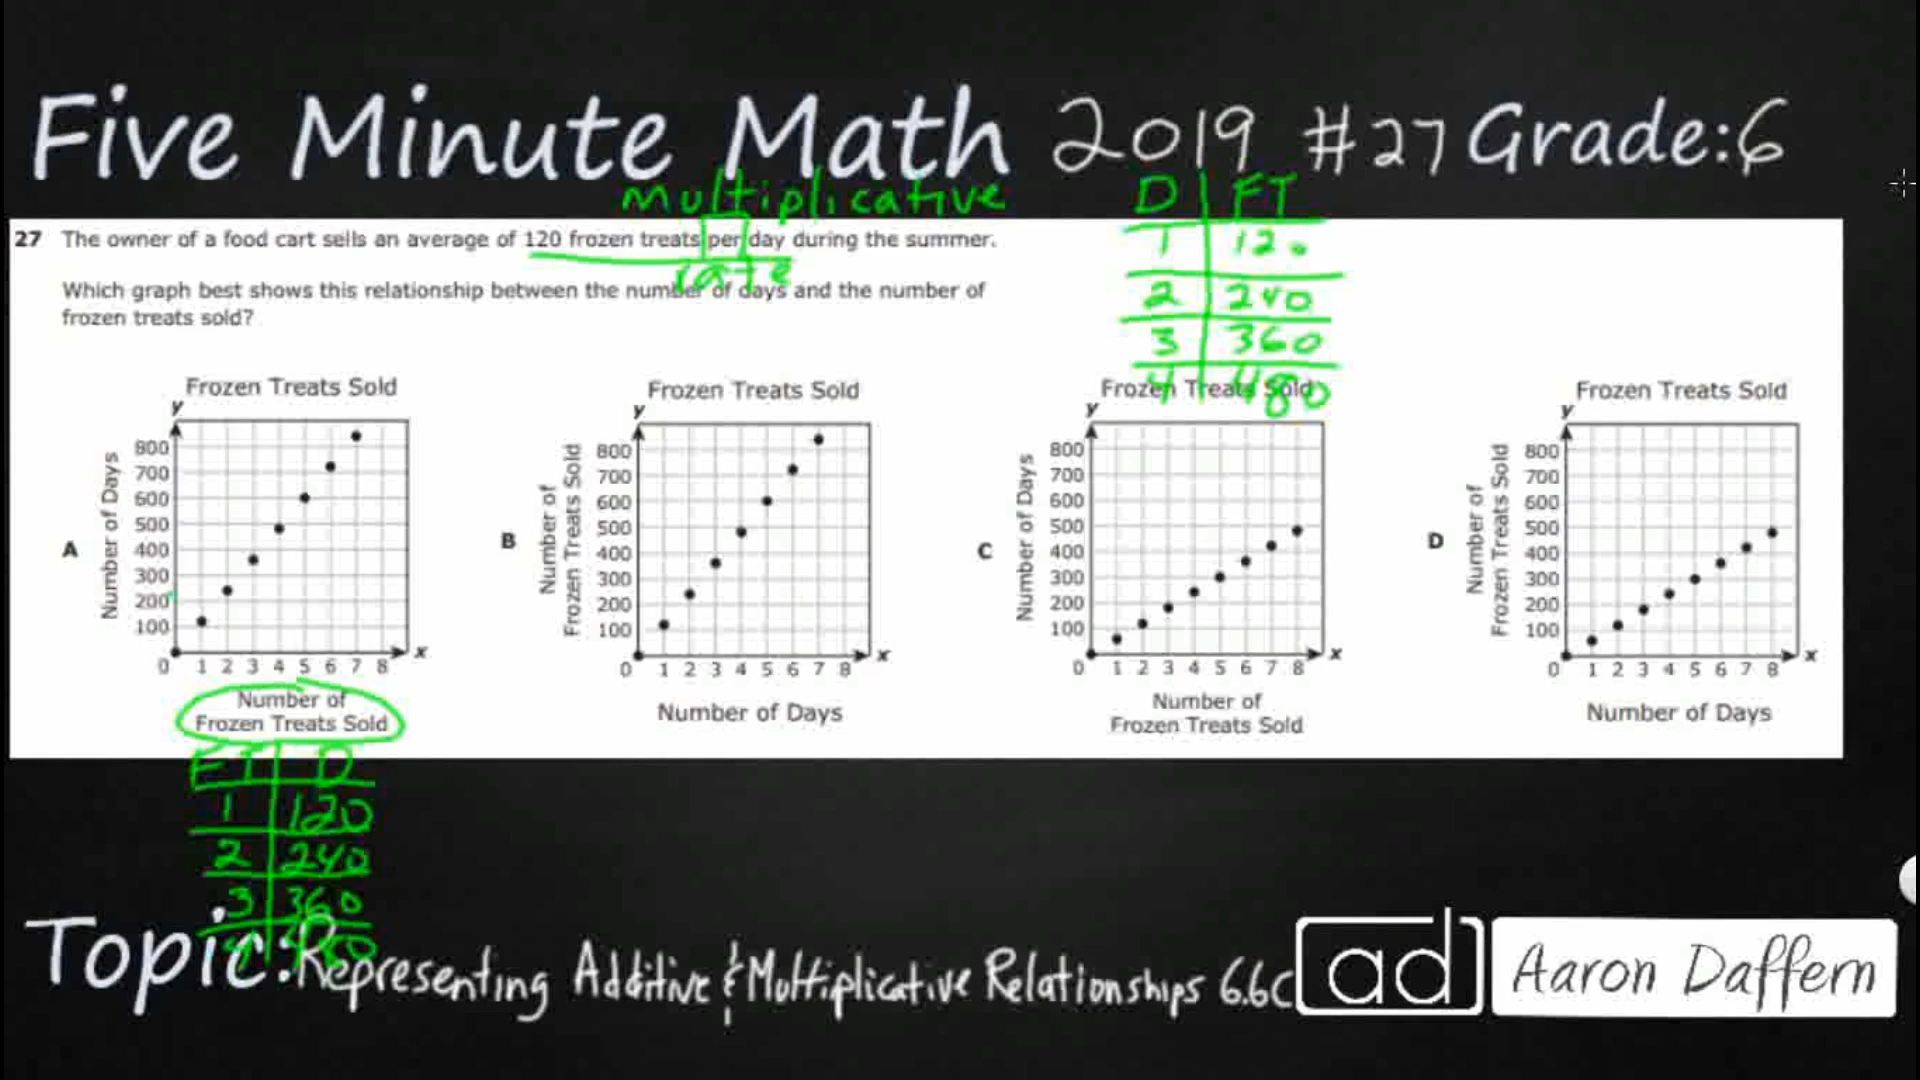 Five Minute Math 2019 #27 Grade:6
multiplicative
D FT
1 120
2 240
3 360
4 480
27 The owner of a food cart sells an average of 120 frozen treats per day during the summer.
rate
Which graph best shows this relationship between the number of days and the number of
frozen treats sold?
A
Frozen Treats Sold
y
Number of Days
800
700
600
500
400
300
200
100
0 1 2 3 4 5 6 7 8 x
Number of
Frozen Treats Sold
B
Frozen Treats Sold
y
Number of
Frozen Treats Sold
800
700
600
500
400
300
200
100
0 1 2 3 4 5 6 7 8 x
Number of Days
C
Frozen Treats Sold
y
Number of Days
800
700
600
500
400
300
200
100
0 1 2 3 4 5 6 7 8 x
Number of
Frozen Treats Sold
D
Frozen Treats Sold
y
Number of
Frozen Treats Sold
800
700
600
500
400
300
200
100
0 1 2 3 4 5 6 7 8 x
Number of Days
FT D
1 120
2 240
3 360
4 480
Topic: Representing Additive & Multiplicative Relationships 6.6C
ad Aaron Daffern